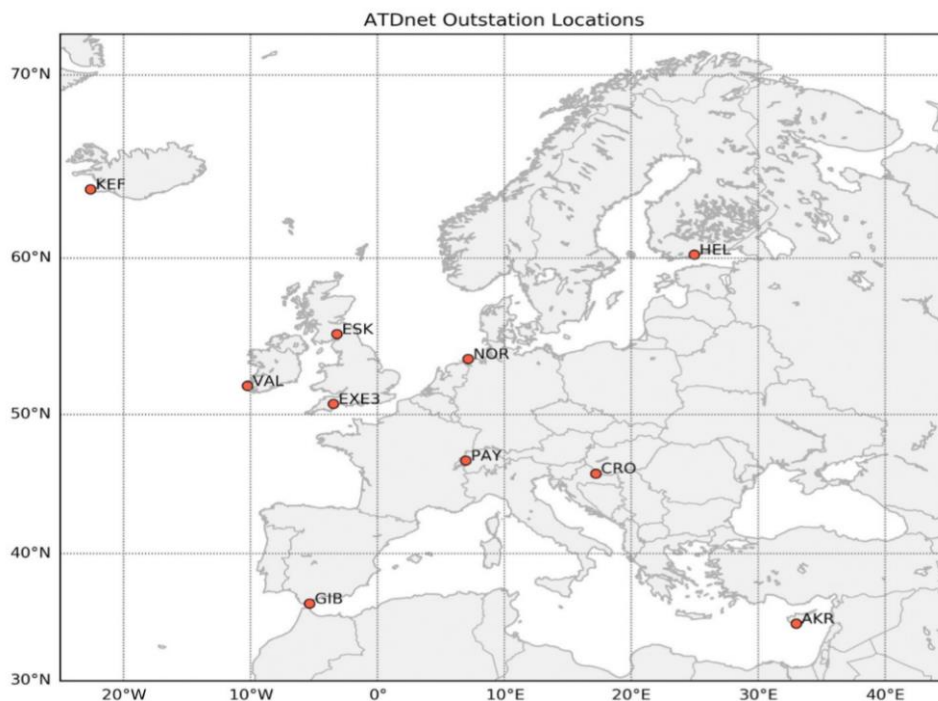 ATDnet Outstation Locations
70°N
KEF
60°N
HEL
ESK
NOR
VAL
EXE3
50°N
PAY
CRO
40°N
GIB
AKR
30°N
20°W
10°W
0°
10°E
20°E
30°E
40°E